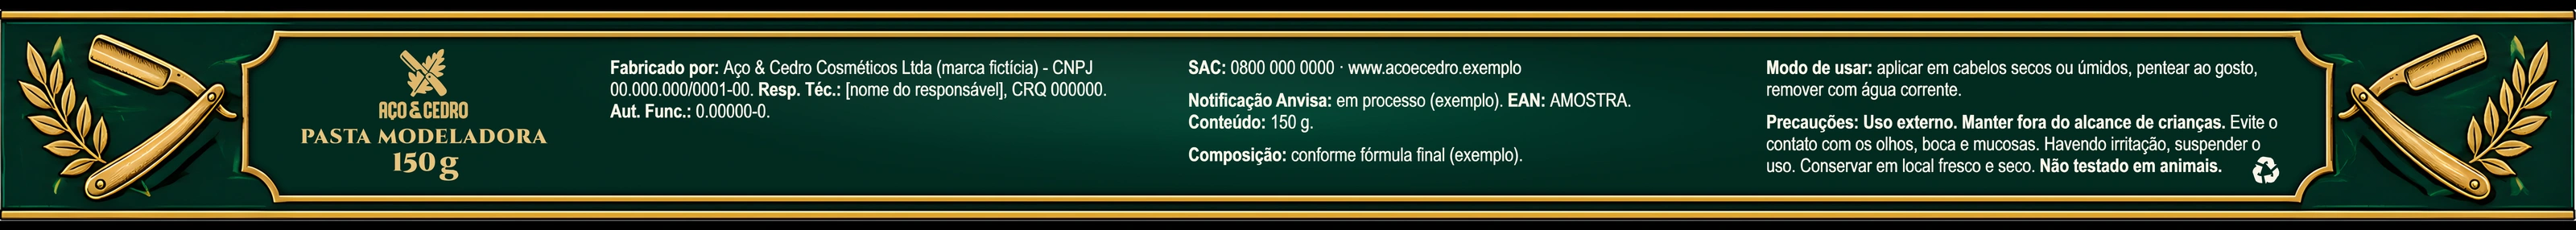 AÇO & CEDRO
PASTA MODELADORA
150 g
Fabricado por: Aço & Cedro Cosméticos Ltda (marca fictícia) - CNPJ
00.000.000/0001-00. Resp. Téc.: [nome do responsável], CRQ 000000.
Aut. Func.: 0.00000-0.
SAC: 0800 000 0000 · www.acoecedro.exemplo
Notificação Anvisa: em processo (exemplo). EAN: AMOSTRA.
Conteúdo: 150 g.
Composição: conforme fórmula final (exemplo).
Modo de usar: aplicar em cabelos secos ou úmidos, pentear ao gosto,
remover com água corrente.
Precauções: Uso externo. Manter fora do alcance de crianças. Evite o
contato com os olhos, boca e mucosas. Havendo irritação, suspender o
uso. Conservar em local fresco e seco. Não testado em animais.